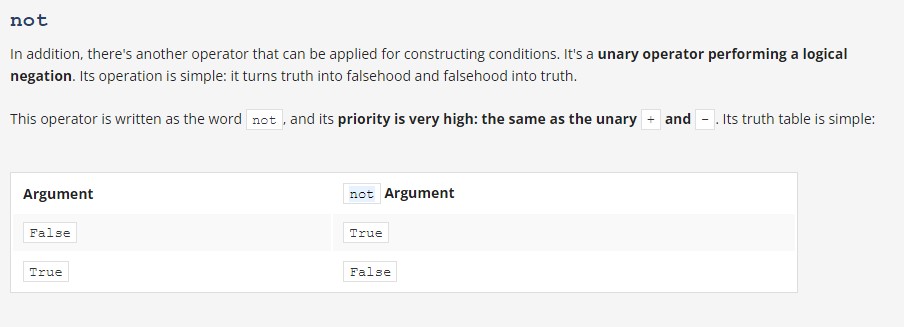 not
In addition, there's another operator that can be applied for constructing conditions. It's a unary operator performing a logical
negation. Its operation is simple: it turns truth into falsehood and falsehood into truth.
This operator is written as the word not, and its priority is very high: the same as the unary + and -. Its truth table is simple:
Argument not Argument
False True
True False